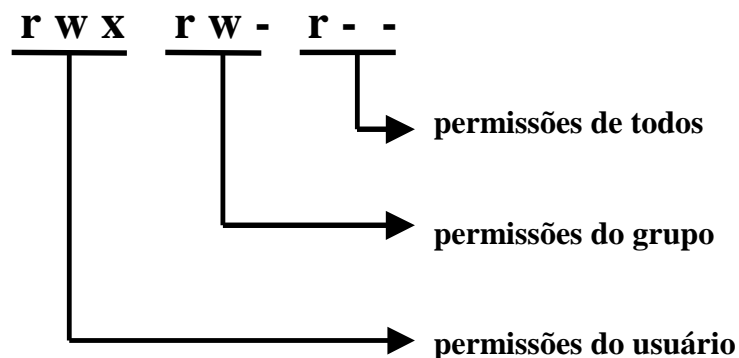 r w x r w - r - -
permissões de todos
permissões do grupo
permissões do usuário